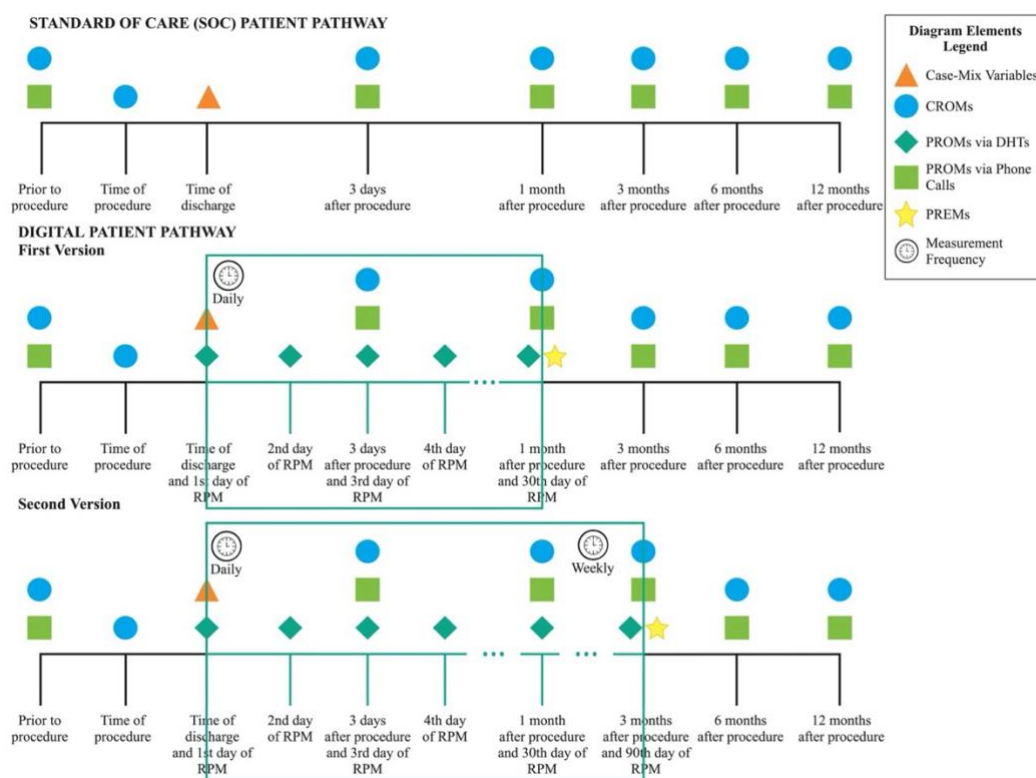 STANDARD OF CARE (SOC) PATIENT PATHWAY
Prior to
procedure
Time of
procedure
Time of
discharge
3 days
after procedure
1 month
after procedure
3 months
after procedure
6 months
after procedure
12 months
after procedure
Diagram Elements
Legend
Case-Mix Variables
CROMs
PROMs via DHTs
PROMs via Phone
Calls
PREMs
Measurement
Frequency
DIGITAL PATIENT PATHWAY
First Version
Daily
Prior to
procedure
Time of
procedure
Time of
discharge
and 1st day of
RPM
2nd day
of RPM
3 days
after procedure
and 3rd day of
RPM
4th day
of RPM
1 month
after procedure
and 30th day of
RPM
3 months
after procedure
6 months
after procedure
12 months
after procedure
Second Version
Daily
Weekly
Prior to
procedure
Time of
procedure
Time of
discharge
and 1st day of
RPM
2nd day
of RPM
3 days
after procedure
and 3rd day of
RPM
4th day
of RPM
1 month
after procedure
and 30th day of
RPM
3 months
after procedure
and 90th day of
RPM
6 months
after procedure
12 months
after procedure